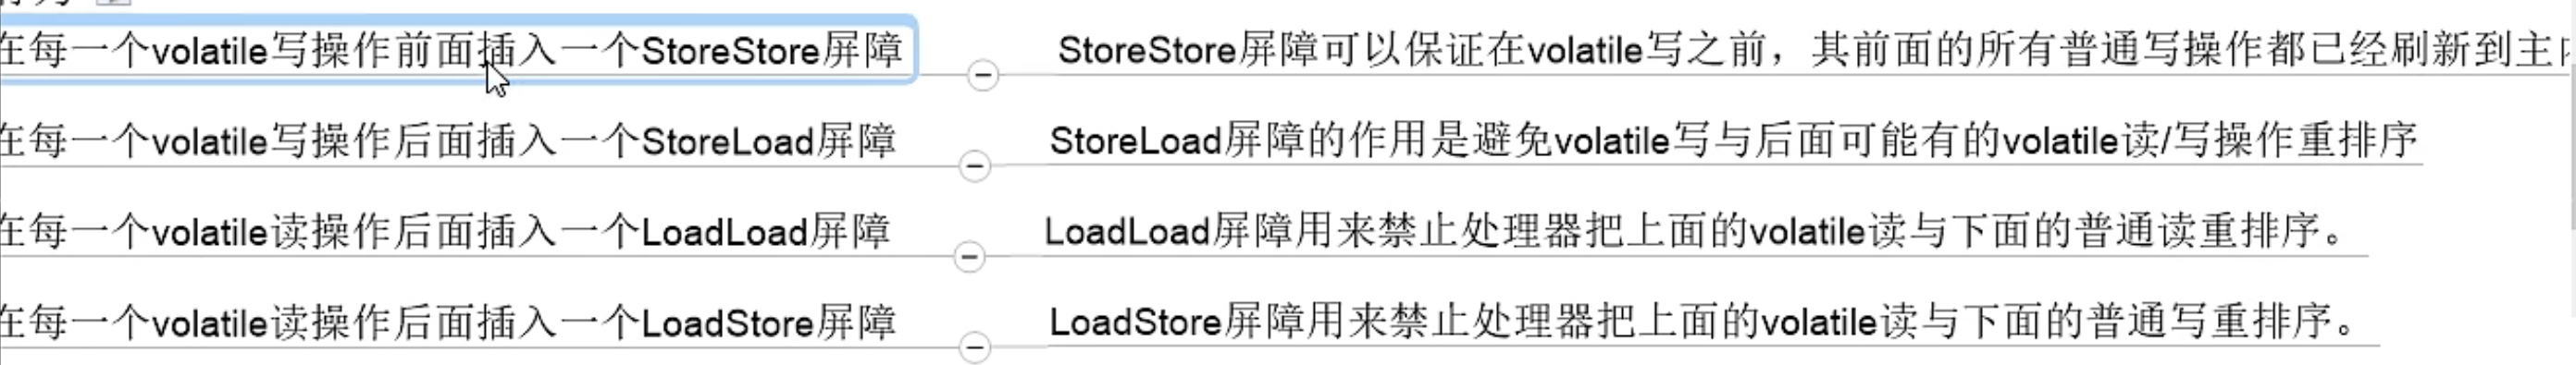 在每一个volatile写操作前面插入一个StoreStore屏障 StoreStore屏障可以保证在volatile写之前，其前面的所有普通写操作都已经刷新到主
在每一个volatile写操作后面插入一个StoreLoad屏障 StoreLoad屏障的作用是避免volatile写与后面可能有的volatile读/写操作重排序
在每一个volatile读操作后面插入一个LoadLoad屏障 LoadLoad屏障用来禁止处理器把上面的volatile读与下面的普通读重排序。
在每一个volatile读操作后面插入一个LoadStore屏障 LoadStore屏障用来禁止处理器把上面的volatile读与下面的普通写重排序。